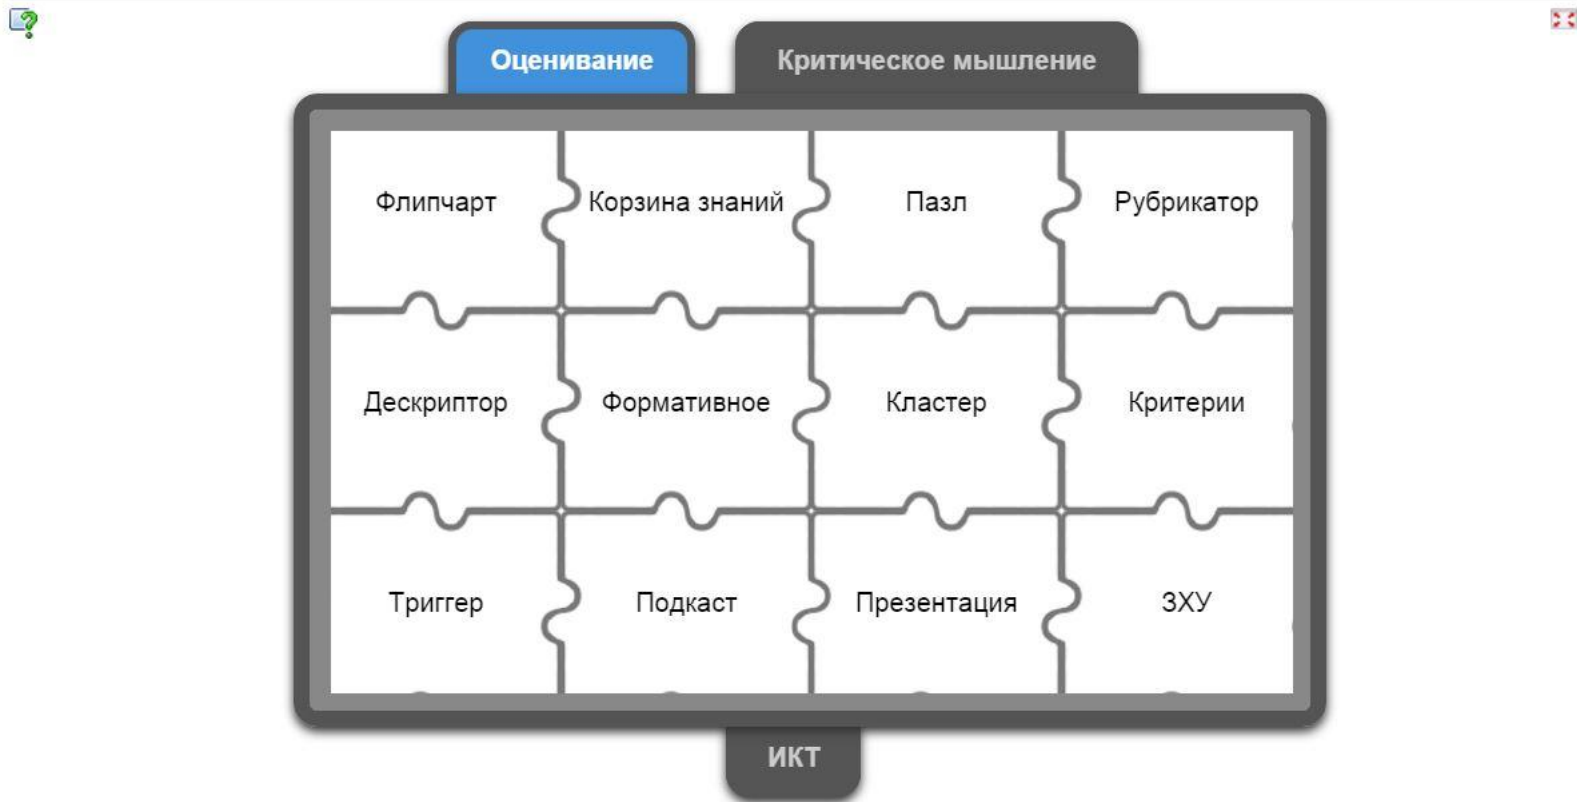 Оценивание
Критическое мышление
Флипчарт
Корзина знаний
Пазл
Рубрикатор
Дескриптор
Формативное
Кластер
Критерии
Триггер
Подкаст
Презентация
ЗХУ
ИКТ